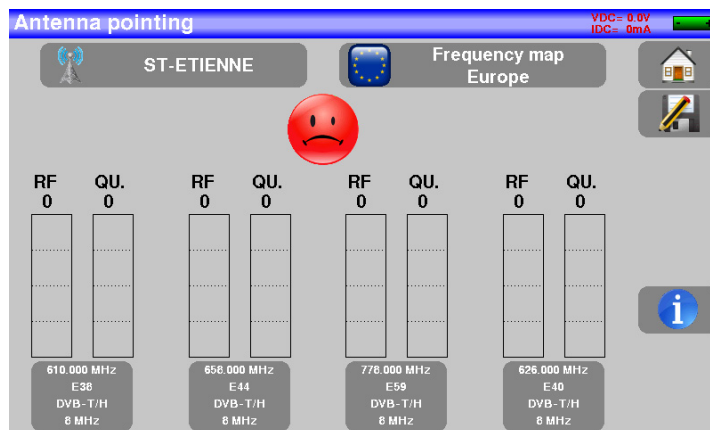 Antenna pointing
VDC= 0.0V
IDC= 0mA
ST-ETIENNE
Frequency map
Europe
RF QU. RF QU. RF QU. RF QU.
0 0 0 0 0 0 0 0
610.000 MHz 658.000 MHz 778.000 MHz 626.000 MHz
E38 E44 E59 E40
DVB-T/H DVB-T/H DVB-T/H DVB-T/H
8 MHz 8 MHz 8 MHz 8 MHz
i